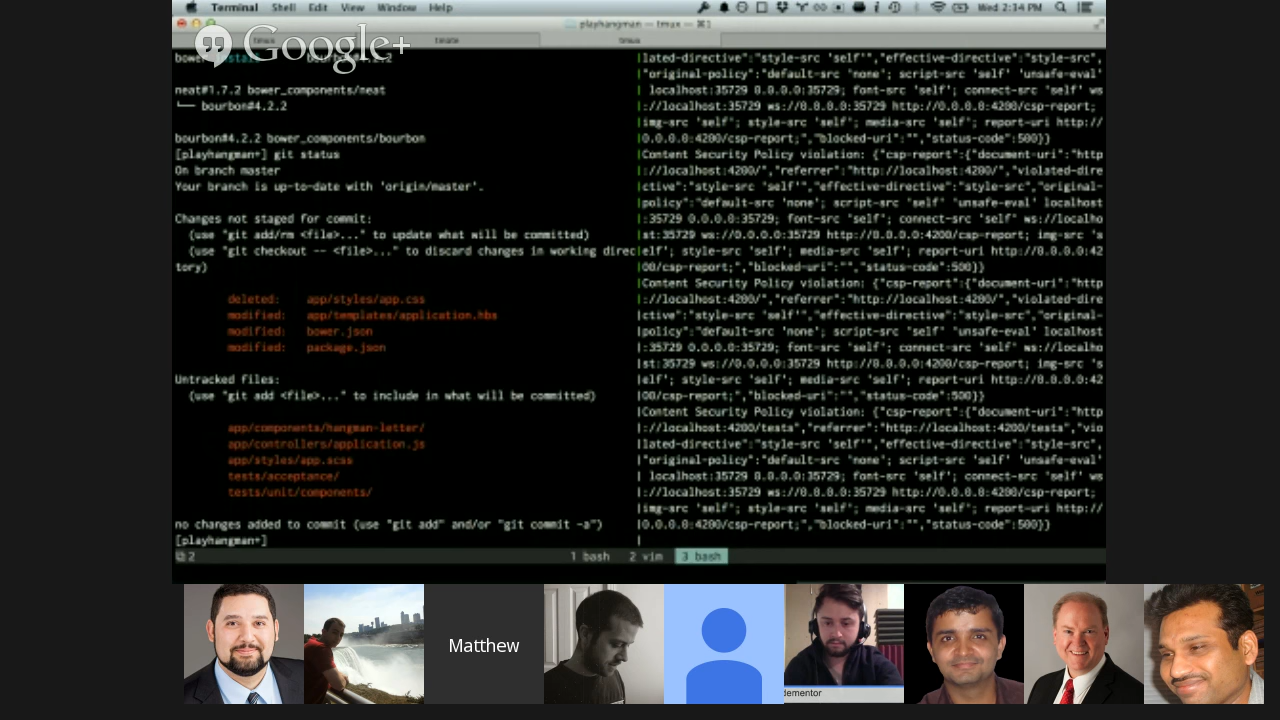 Terminal Shell Edit View Window Help Wed 2:14 PM
playhangman — tmux — ⌘1
tmux tmate tmux
Google+
neat#1.7.2 bower_components/neat
└── bourbon#4.2.2
bourbon#4.2.2 bower_components/bourbon
[playhangman+] git status
On branch master
Your branch is up-to-date with 'origin/master'.
Changes not staged for commit:
(use "git add/rm <file>..." to update what will be committed)
(use "git checkout -- <file>..." to discard changes in working direc
tory)
deleted: app/styles/app.css
modified: app/templates/application.hbs
modified: bower.json
modified: package.json
Untracked files:
(use "git add <file>..." to include in what will be committed)
app/components/hangman-letter/
app/controllers/application.js
app/styles/app.scss
tests/acceptance/
tests/unit/components/
no changes added to commit (use "git add" and/or "git commit -a")
[playhangman+]
|lated-directive":"style-src 'self'","effective-directive":"style-src",
|"original-policy":"default-src 'none'; script-src 'self' 'unsafe-eval'
| localhost:35729 0.0.0.0:35729; font-src 'self'; connect-src 'self' ws
|://localhost:35729 ws://0.0.0.0:35729 http://0.0.0.0:4200/csp-report;
|img-src 'self'; style-src 'self'; media-src 'self'; report-uri http://
|0.0.0.0:4200/csp-report;","blocked-uri":"","status-code":500}}
|Content Security Policy violation: {"csp-report":{"document-uri":"http
|://localhost:4200/","referrer":"http://localhost:4200/","violated-dire
|ctive":"style-src 'self'","effective-directive":"style-src","original-
|policy":"default-src 'none'; script-src 'self' 'unsafe-eval' localhost
|:35729 0.0.0.0:35729; font-src 'self'; connect-src 'self' ws://localho
|st:35729 ws://0.0.0.0:35729 http://0.0.0.0:4200/csp-report; img-src 's
|elf'; style-src 'self'; media-src 'self'; report-uri http://0.0.0.0:42
|00/csp-report;","blocked-uri":"","status-code":500}}
|Content Security Policy violation: {"csp-report":{"document-uri":"http
|://localhost:4200/","referrer":"http://localhost:4200/","violated-dire
|ctive":"style-src 'self'","effective-directive":"style-src","original-
|policy":"default-src 'none'; script-src 'self' 'unsafe-eval' localhost
|:35729 0.0.0.0:35729; font-src 'self'; connect-src 'self' ws://localho
|st:35729 ws://0.0.0.0:35729 http://0.0.0.0:4200/csp-report; img-src 's
|elf'; style-src 'self'; media-src 'self'; report-uri http://0.0.0.0:42
|00/csp-report;","blocked-uri":"","status-code":500}}
|Content Security Policy violation: {"csp-report":{"document-uri":"http
|://localhost:4200/tests","referrer":"http://localhost:4200/tests","vio
|lated-directive":"style-src 'self'","effective-directive":"style-src",
|"original-policy":"default-src 'none'; script-src 'self' 'unsafe-eval'
| localhost:35729 0.0.0.0:35729; font-src 'self'; connect-src 'self' ws
|://localhost:35729 ws://0.0.0.0:35729 http://0.0.0.0:4200/csp-report;
|img-src 'self'; style-src 'self'; media-src 'self'; report-uri http://
|0.0.0.0:4200/csp-report;","blocked-uri":"","status-code":500}}
2 1 bash 2 vim 3 bash
Matthew
dementor